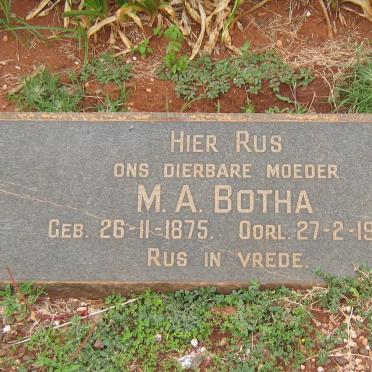 HIER RUS
ONS DIERBARE MOEDER
M. A. BOTHA
GEB. 26-11-1875. OORL. 27-2-19
RUS IN VREDE.